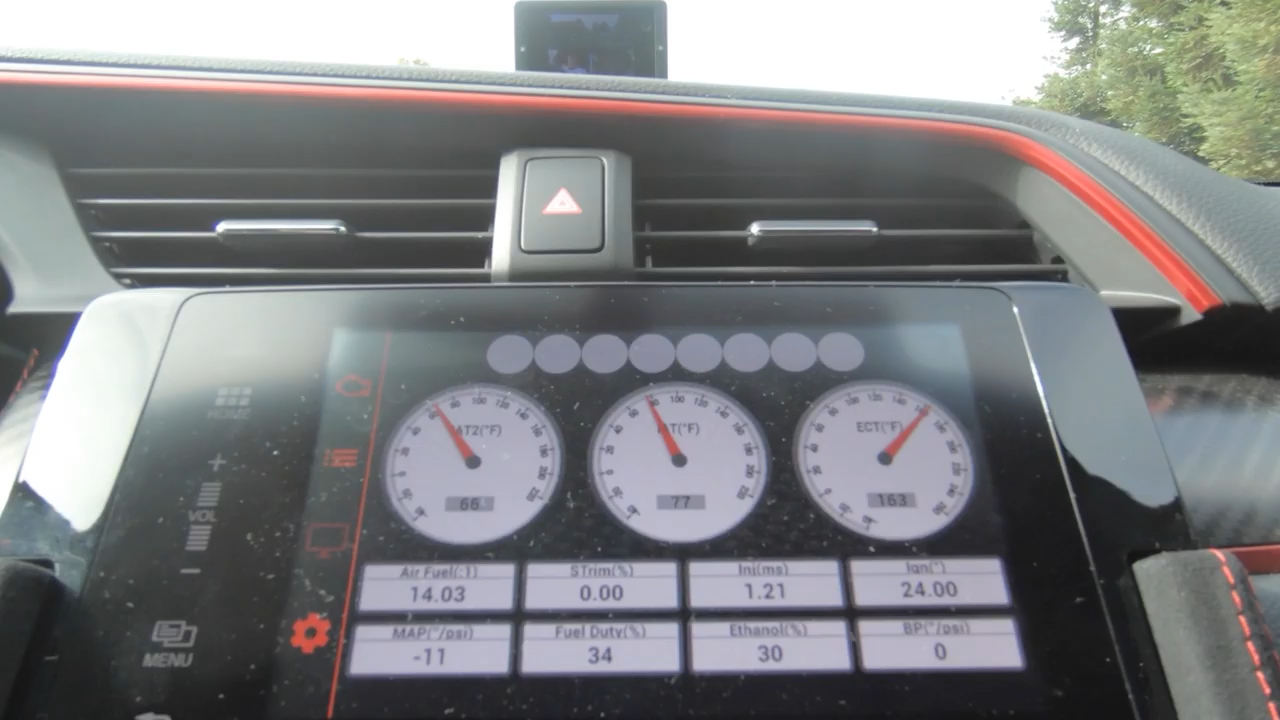 HOME
+
VOL
−
MENU
IAT2(°F)
66
IAT(°F)
77
ECT(°F)
163
Air Fuel(:1)
14.03
STrim(%)
0.00
Inj(ms)
1.21
Ign(°)
24.00
MAP("/psi)
-11
Fuel Duty(%)
34
Ethanol(%)
30
BP("/psi)
0